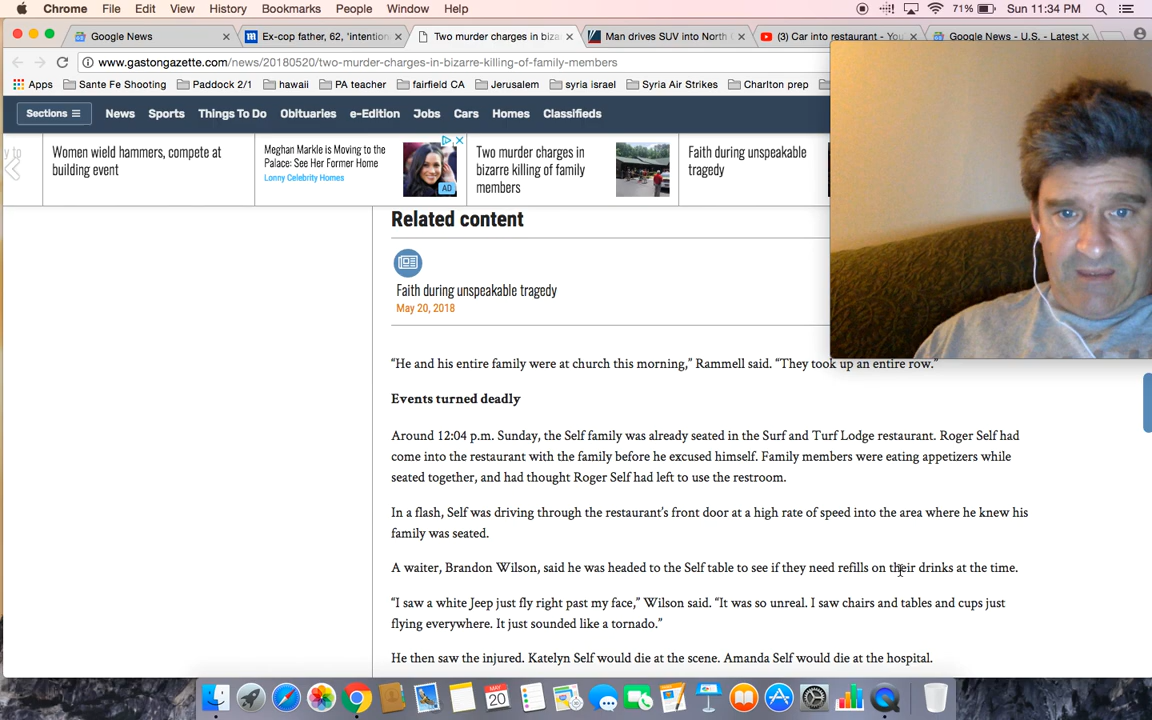 Chrome File Edit View History Bookmarks People Window Help 71% Sun 11:34 PM
Google News Ex-cop father, 62, 'intention Two murder charges in biza Man drives SUV into North C (3) Car into restaurant - You Google News - U.S. - Latest
www.gastongazette.com/news/20180520/two-murder-charges-in-bizarre-killing-of-family-members
Apps Sante Fe Shooting Paddock 2/1 hawaii PA teacher fairfield CA Jerusalem syria israel Syria Air Strikes Charlton prep
Sections News Sports Things To Do Obituaries e-Edition Jobs Cars Homes Classifieds
y to
Women wield hammers, compete at
building event
Meghan Markle is Moving to the
Palace: See Her Former Home
Lonny Celebrity Homes
AD
Two murder charges in
bizarre killing of family
members
Faith during unspeakable
tragedy
Related content
Faith during unspeakable tragedy
May 20, 2018
“He and his entire family were at church this morning,” Rammell said. “They took up an entire row.”
Events turned deadly
Around 12:04 p.m. Sunday, the Self family was already seated in the Surf and Turf Lodge restaurant. Roger Self had
come into the restaurant with the family before he excused himself. Family members were eating appetizers while
seated together, and had thought Roger Self had left to use the restroom.
In a flash, Self was driving through the restaurant's front door at a high rate of speed into the area where he knew his
family was seated.
A waiter, Brandon Wilson, said he was headed to the Self table to see if they need refills on their drinks at the time.
“I saw a white Jeep just fly right past my face,” Wilson said. “It was so unreal. I saw chairs and tables and cups just
flying everywhere. It just sounded like a tornado.”
He then saw the injured. Katelyn Self would die at the scene. Amanda Self would die at the hospital.
MAY
20